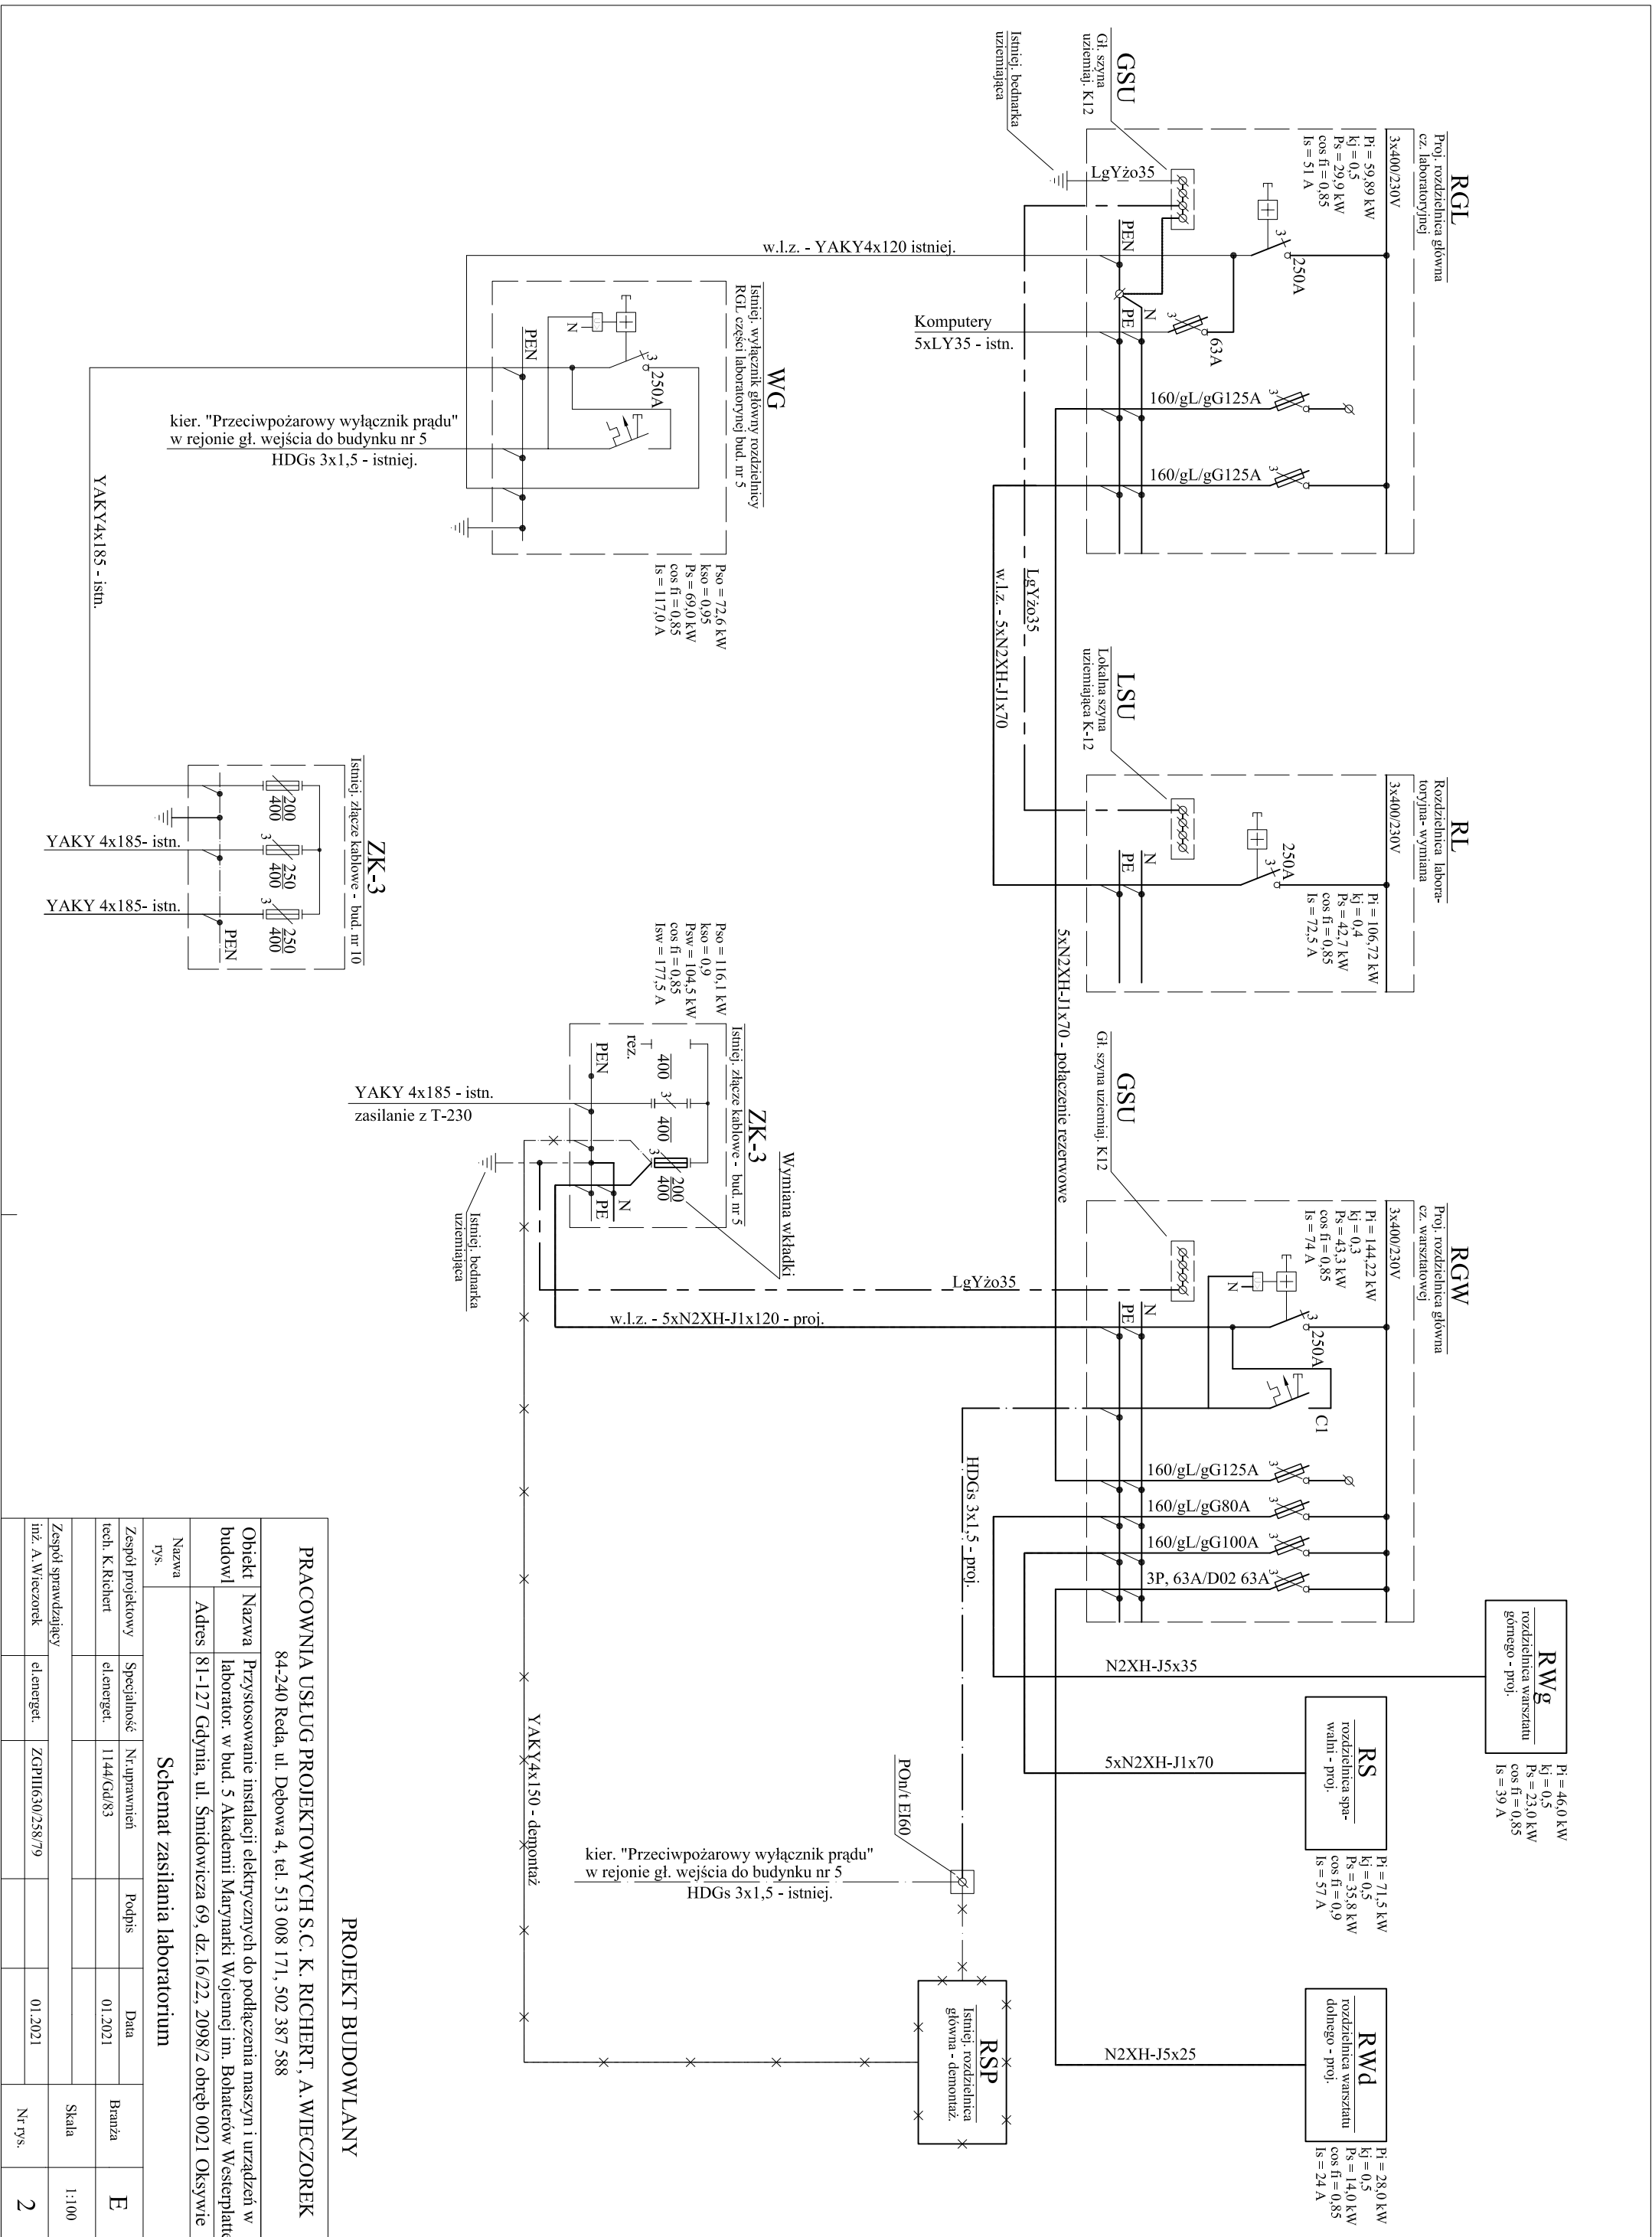 RGL
Proj. rozdzielnica główna
cz. laboratoryjnej
3x400/230V
Pi = 59,89 kW
kj = 0,5
Ps = 29,9 kW
cos fi = 0,85
Is = 51 A
GSU
Gł. szyna
uziemiaj. K12
Istniej. bednarka
uziemiająca
LgYżo35
PEN
N
PE
3
250A
3
63A
Komputery
5xLY35 - istn.
160/gL/gG125A
3
160/gL/gG125A
3
w.l.z. - YAKY4x120 istniej.
LgYżo35
w.l.z. - 5xN2XH-J1x70
5xN2XH-J1x70 - połączenie rezerwowe
RL
Rozdzielnica labora-
toryjna- wymiana
3x400/230V
Pi = 106,72 kW
kj = 0,4
Ps = 42,7 kW
cos fi = 0,85
Is = 72,5 A
LSU
Lokalna szyna
uziemiająca K-12
250A
3
N
PE
RGW
Proj. rozdzielnica główna
cz. warsztatowej
3x400/230V
Pi = 144,22 kW
kj = 0,3
Ps = 43,3 kW
cos fi = 0,85
Is = 74 A
GSU
Gł. szyna uziemiaj. K12
N
3
250A
C1
N
PE
160/gL/gG125A
3
160/gL/gG80A
3
160/gL/gG100A
3
3P, 63A/D02 63A
3
LgYżo35
w.l.z. - 5xN2XH-J1x120 - proj.
HDGs 3x1,5 - proj.
RWg
rozdzielnica warsztatu
górnego - proj.
Pi = 46,0 kW
kj = 0,5
Ps = 23,0 kW
cos fi = 0,85
Is = 39 A
N2XH-J5x35
RS
rozdzielnica spa-
walni - proj.
Pi = 71,5 kW
kj = 0,5
Ps = 35,8 kW
cos fi = 0,9
Is = 57 A
5xN2XH-J1x70
RWd
rozdzielnica warsztatu
dolnego - proj.
Pi = 28,0 kW
kj = 0,5
Ps = 14,0 kW
cos fi = 0,85
Is = 24 A
N2XH-J5x25
WG
Istniej. wyłącznik główny rozdzielnicy
RGL części laboratoryjnej bud. nr 5
PEN
N
3
250A
Pso = 72,6 kW
kso = 0,95
Ps = 69,0 kW
cos fi = 0,85
Is = 117,0 A
kier. "Przeciwpożarowy wyłącznik prądu"
w rejonie gł. wejścia do budynku nr 5
HDGs 3x1,5 - istniej.
YAKY4x185 - istn.
ZK-3
Istniej. złącze kablowe - bud. nr 10
200
400
3
250
400
3
250
400
PEN
YAKY 4x185- istn.
YAKY 4x185- istn.
ZK-3
Istniej. złącze kablowe - bud. nr 5
Pso = 116,1 kW
kso = 0,9
Psw = 104,5 kW
cos fi = 0,85
Isw = 177,5 A
rez.
400
3
400
3
200
400
PEN
N
PE
Wymiana wkładki
YAKY 4x185 - istn.
zasilanie z T-230
Istniej. bednarka
uziemiająca
YAKY4x150 - demontaż
POn/t EI60
kier. "Przeciwpożarowy wyłącznik prądu"
w rejonie gł. wejścia do budynku nr 5
HDGs 3x1,5 - istniej.
RSP
Istniej. rozdzielnica
główna - demontaż.
PROJEKT BUDOWLANY
PRACOWNIA USŁUG PROJEKTOWYCH S.C. K. RICHERT, A.WIECZOREK
84-240 Reda, ul. Dębowa 4, tel. 513 008 171, 502 387 588
Obiekt
budowl
Nazwa
Przystosowanie instalacji elektrycznych do podłączenia maszyn i urządzeń w
laborator. w bud. 5 Akademii Marynarki Wojennej im. Bohaterów Westerplatte
Adres
81-127 Gdynia, ul. Śmidowicza 69, dz.16/22, 2098/2 obręb 0021 Oksywie
Nazwa
rys.
Schemat zasilania laboratorium
Zespół projektowy
Specjalność
Nr.uprawnień
Podpis
Data
Branża
E
tech. K.Richert
el.energet.
1144/Gd/83
01.2021
Zespół sprawdzający
Skala
1:100
inż. A.Wieczorek
el.energet.
ZGPIII630/258/79
01.2021
Nr rys.
2